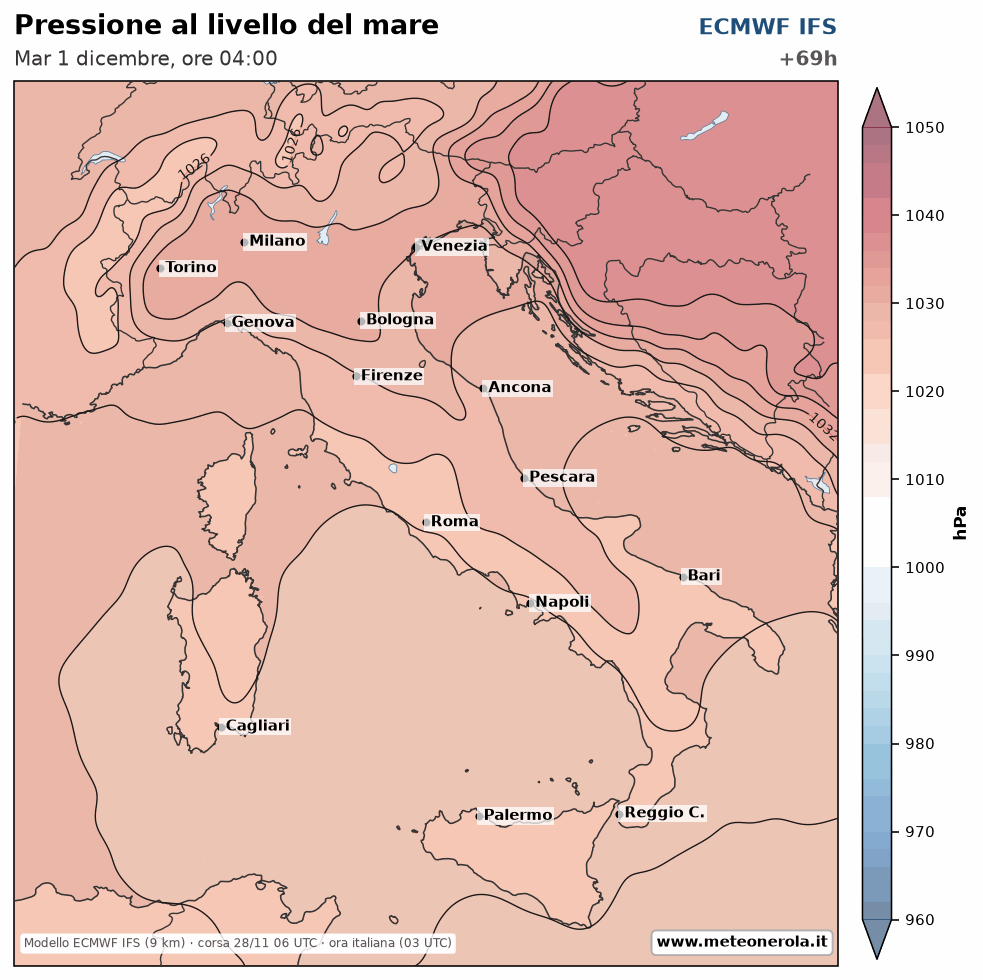 Pressione al livello del mare
ECMWF IFS
Mar 1 dicembre, ore 04:00
+69h
1026
1026
Milano
Venezia
Torino
Genova
Bologna
Firenze
Ancona
1032
Pescara
Roma
Bari
Napoli
Cagliari
Palermo
Reggio C.
Modello ECMWF IFS (9 km) · corsa 28/11 06 UTC · ora italiana (03 UTC)
www.meteonerola.it
1050
1040
1030
1020
1010
1000
990
980
970
960
hPa